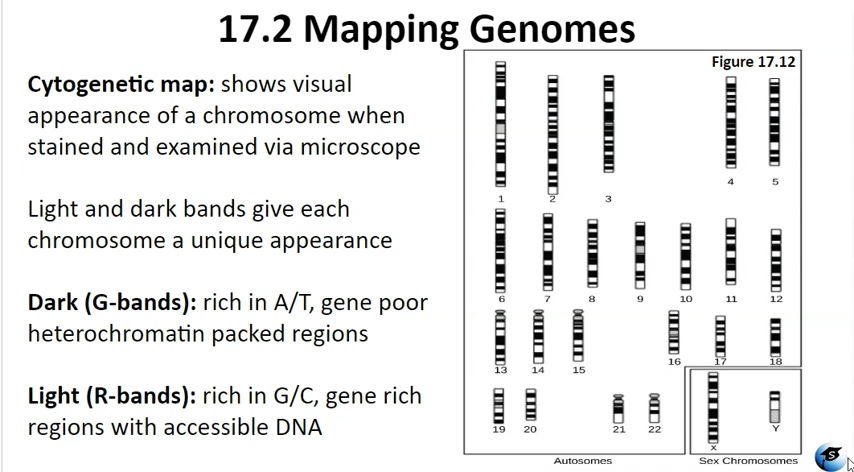 17.2 Mapping Genomes
Cytogenetic map: shows visual
appearance of a chromosome when
stained and examined via microscope
Light and dark bands give each
chromosome a unique appearance
Dark (G-bands): rich in A/T, gene poor
heterochromatin packed regions
Light (R-bands): rich in G/C, gene rich
regions with accessible DNA
Figure 17.12
1 2 3 4 5
6 7 8 9 10 11 12
13 14 15 16 17 18
19 20 21 22 X Y
Autosomes Sex Chromosomes
S